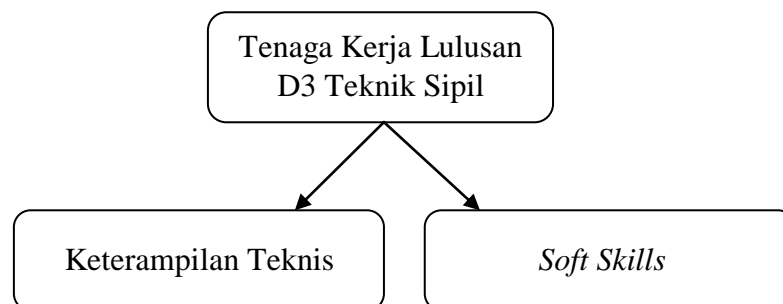 Tenaga Kerja Lulusan
D3 Teknik Sipil
Keterampilan Teknis
Soft Skills